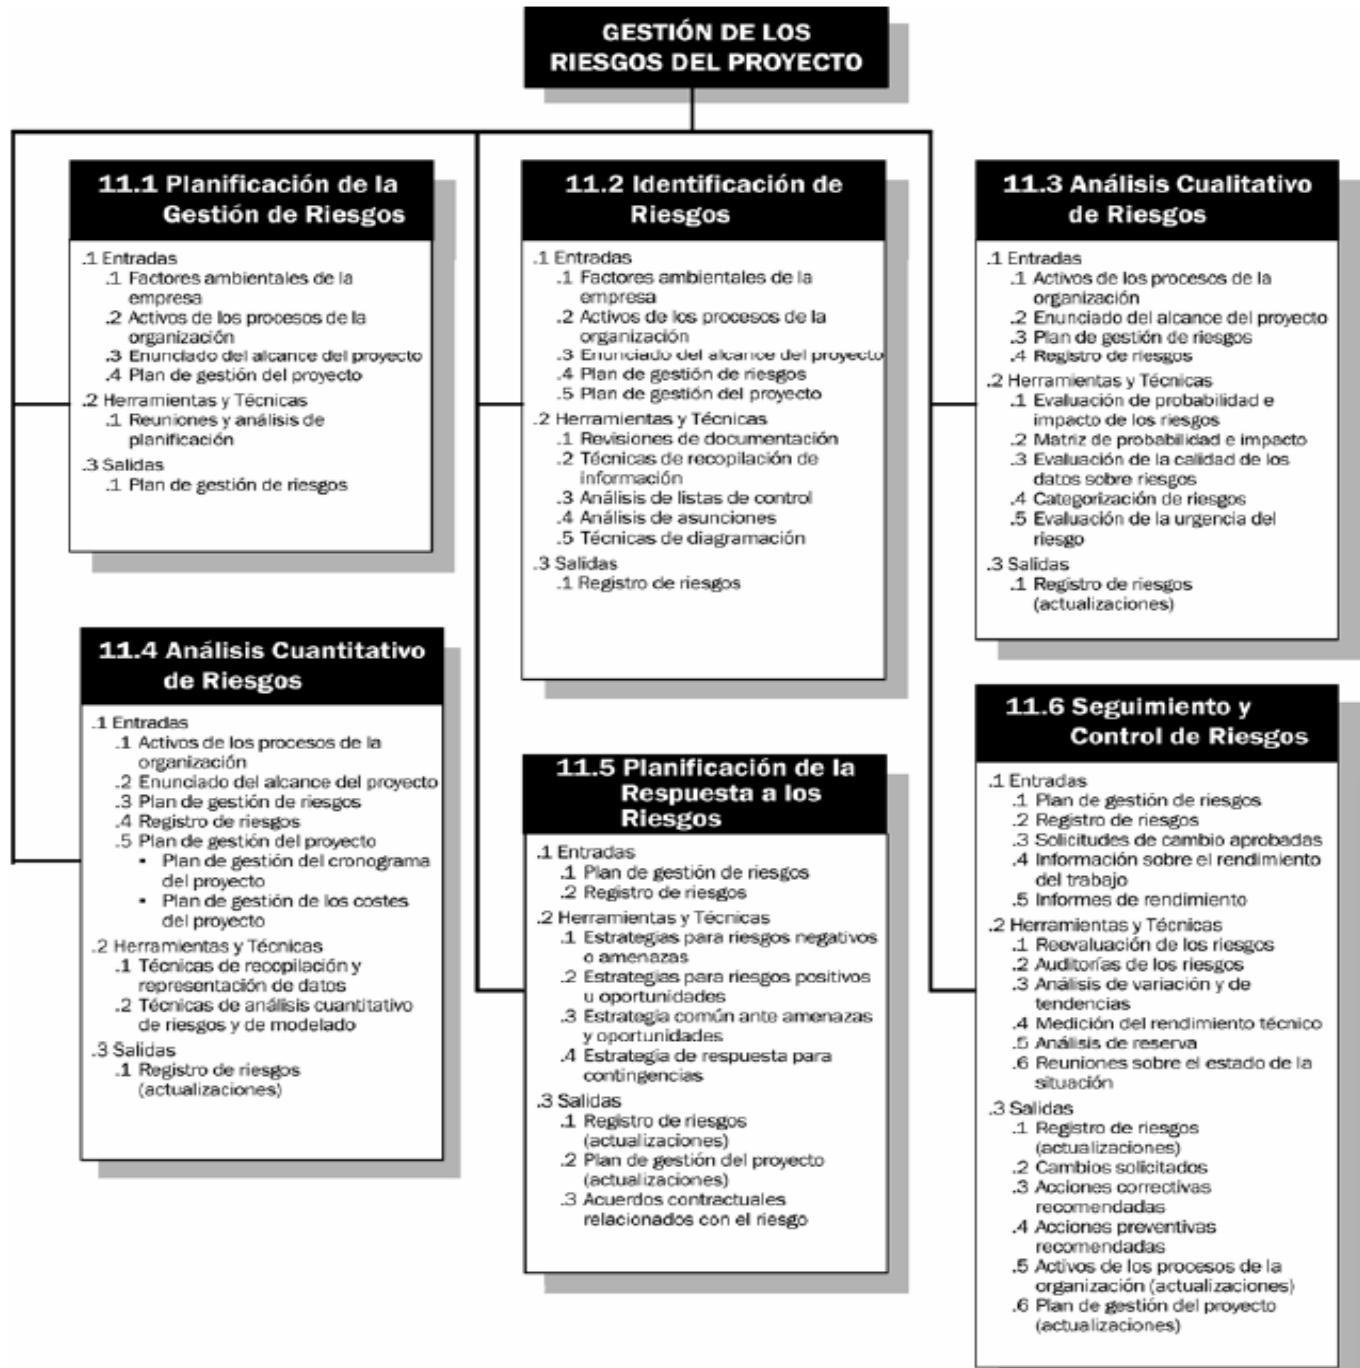 GESTIÓN DE LOS
RIESGOS DEL PROYECTO
11.1 Planificación de la
Gestión de Riesgos
.1 Entradas
.1 Factores ambientales de la
empresa
.2 Activos de los procesos de la
organización
.3 Enunciado del alcance del proyecto
.4 Plan de gestión del proyecto
.2 Herramientas y Técnicas
.1 Reuniones y análisis de
planificación
.3 Salidas
.1 Plan de gestión de riesgos
11.2 Identificación de
Riesgos
.1 Entradas
.1 Factores ambientales de la
empresa
.2 Activos de los procesos de la
organización
.3 Enunciado del alcance del proyecto
.4 Plan de gestión de riesgos
.5 Plan de gestión del proyecto
.2 Herramientas y Técnicas
.1 Revisiones de documentación
.2 Técnicas de recopilación de
información
.3 Análisis de listas de control
.4 Análisis de asunciones
.5 Técnicas de diagramación
.3 Salidas
.1 Registro de riesgos
11.3 Análisis Cualitativo
de Riesgos
.1 Entradas
.1 Activos de los procesos de la
organización
.2 Enunciado del alcance del proyecto
.3 Plan de gestión de riesgos
.4 Registro de riesgos
.2 Herramientas y Técnicas
.1 Evaluación de probabilidad e
impacto de los riesgos
.2 Matriz de probabilidad e impacto
.3 Evaluación de la calidad de los
datos sobre riesgos
.4 Categorización de riesgos
.5 Evaluación de la urgencia del
riesgo
.3 Salidas
.1 Registro de riesgos
(actualizaciones)
11.4 Análisis Cuantitativo
de Riesgos
.1 Entradas
.1 Activos de los procesos de la
organización
.2 Enunciado del alcance del proyecto
.3 Plan de gestión de riesgos
.4 Registro de riesgos
.5 Plan de gestión del proyecto
• Plan de gestión del cronograma
del proyecto
• Plan de gestión de los costes
del proyecto
.2 Herramientas y Técnicas
.1 Técnicas de recopilación y
representación de datos
.2 Técnicas de análisis cuantitativo
de riesgos y de modelado
.3 Salidas
.1 Registro de riesgos
(actualizaciones)
11.5 Planificación de la
Respuesta a los
Riesgos
.1 Entradas
.1 Plan de gestión de riesgos
.2 Registro de riesgos
.2 Herramientas y Técnicas
.1 Estrategias para riesgos negativos
o amenazas
.2 Estrategias para riesgos positivos
u oportunidades
.3 Estrategia común ante amenazas
y oportunidades
.4 Estrategia de respuesta para
contingencias
.3 Salidas
.1 Registro de riesgos
(actualizaciones)
.2 Plan de gestión del proyecto
(actualizaciones)
.3 Acuerdos contractuales
relacionados con el riesgo
11.6 Seguimiento y
Control de Riesgos
.1 Entradas
.1 Plan de gestión de riesgos
.2 Registro de riesgos
.3 Solicitudes de cambio aprobadas
.4 Información sobre el rendimiento
del trabajo
.5 Informes de rendimiento
.2 Herramientas y Técnicas
.1 Reevaluación de los riesgos
.2 Auditorías de los riesgos
.3 Análisis de variación y de
tendencias
.4 Medición del rendimiento técnico
.5 Análisis de reserva
.6 Reuniones sobre el estado de la
situación
.3 Salidas
.1 Registro de riesgos
(actualizaciones)
.2 Cambios solicitados
.3 Acciones correctivas
recomendadas
.4 Acciones preventivas
recomendadas
.5 Activos de los procesos de la
organización (actualizaciones)
.6 Plan de gestión del proyecto
(actualizaciones)